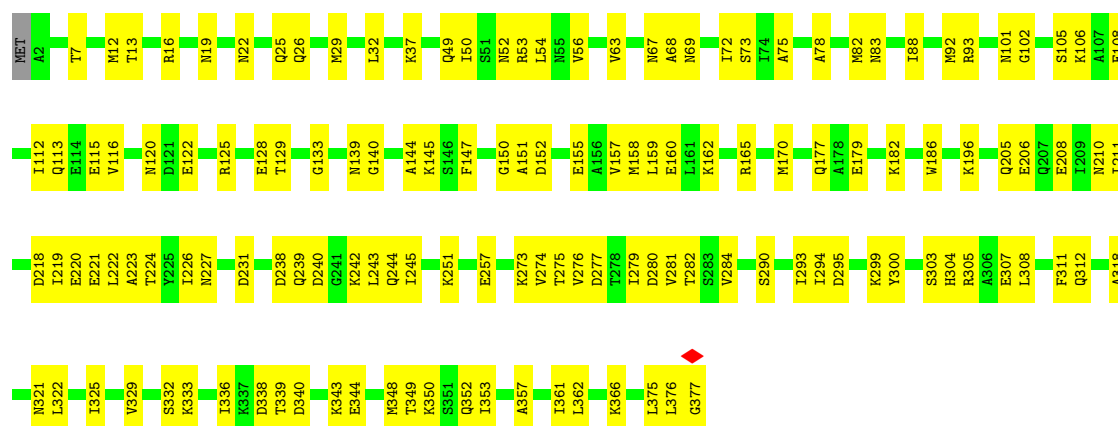 MET A2 T7 M12 T13 R16 N19 N22 Q25 Q26 M29 L32 K37 Q49 I50 S51 N52 R53 L54 N55 V56 V63 N67 A68 N69 I72 S73 I74 A75 A78 M82 N83 I88 M92 R93 N101 G102 S105 K106 A107
I112 Q113 E114 E115 V116 N120 D121 E122 R125 E128 T129 G133 N139 G140 A144 K145 S146 F147 G150 A151 D152 E155 A156 V157 M158 L159 E160 L161 K162 R165 M170 Q177 A178 E179 K182 W186 K196 Q205 E206 Q207 E208 I209 N210
D218 I219 E220 E221 L222 A223 T224 Y225 I226 N227 D231 D238 Q239 D240 G241 K242 L243 Q244 I245 K251 E257 K273 V274 T275 V276 D277 T278 I279 D280 V281 T282 S283 V284 S290 I293 I294 D295 K299 Y300 S303 H304 R305 A306 E307 L308 F311 Q312
N321 L322 I325 V329 S332 K333 I336 K337 D338 T339 D340 K343 E344 M348 T349 K350 S351 Q352 I353 A357 I361 L362 K366 L375 L376 G377